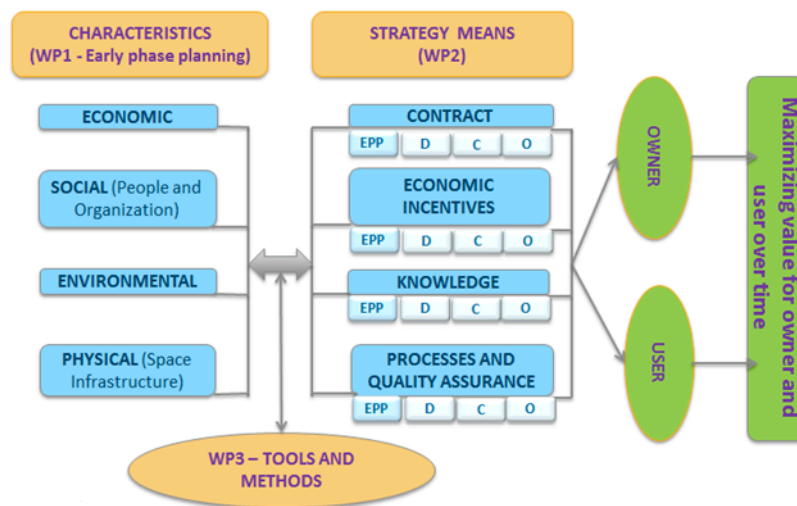 CHARACTERISTICS
(WP1 - Early phase planning)
STRATEGY MEANS
(WP2)
ECONOMIC
SOCIAL (People and
Organization)
ENVIRONMENTAL
PHYSICAL (Space
Infrastructure)
CONTRACT
EPP D C O
ECONOMIC
INCENTIVES
EPP D C O
KNOWLEDGE
EPP D C O
PROCESSES AND
QUALITY ASSURANCE
EPP D C O
WP3 – TOOLS AND
METHODS
OWNER
USER
Maximizing value for owner and
user over time